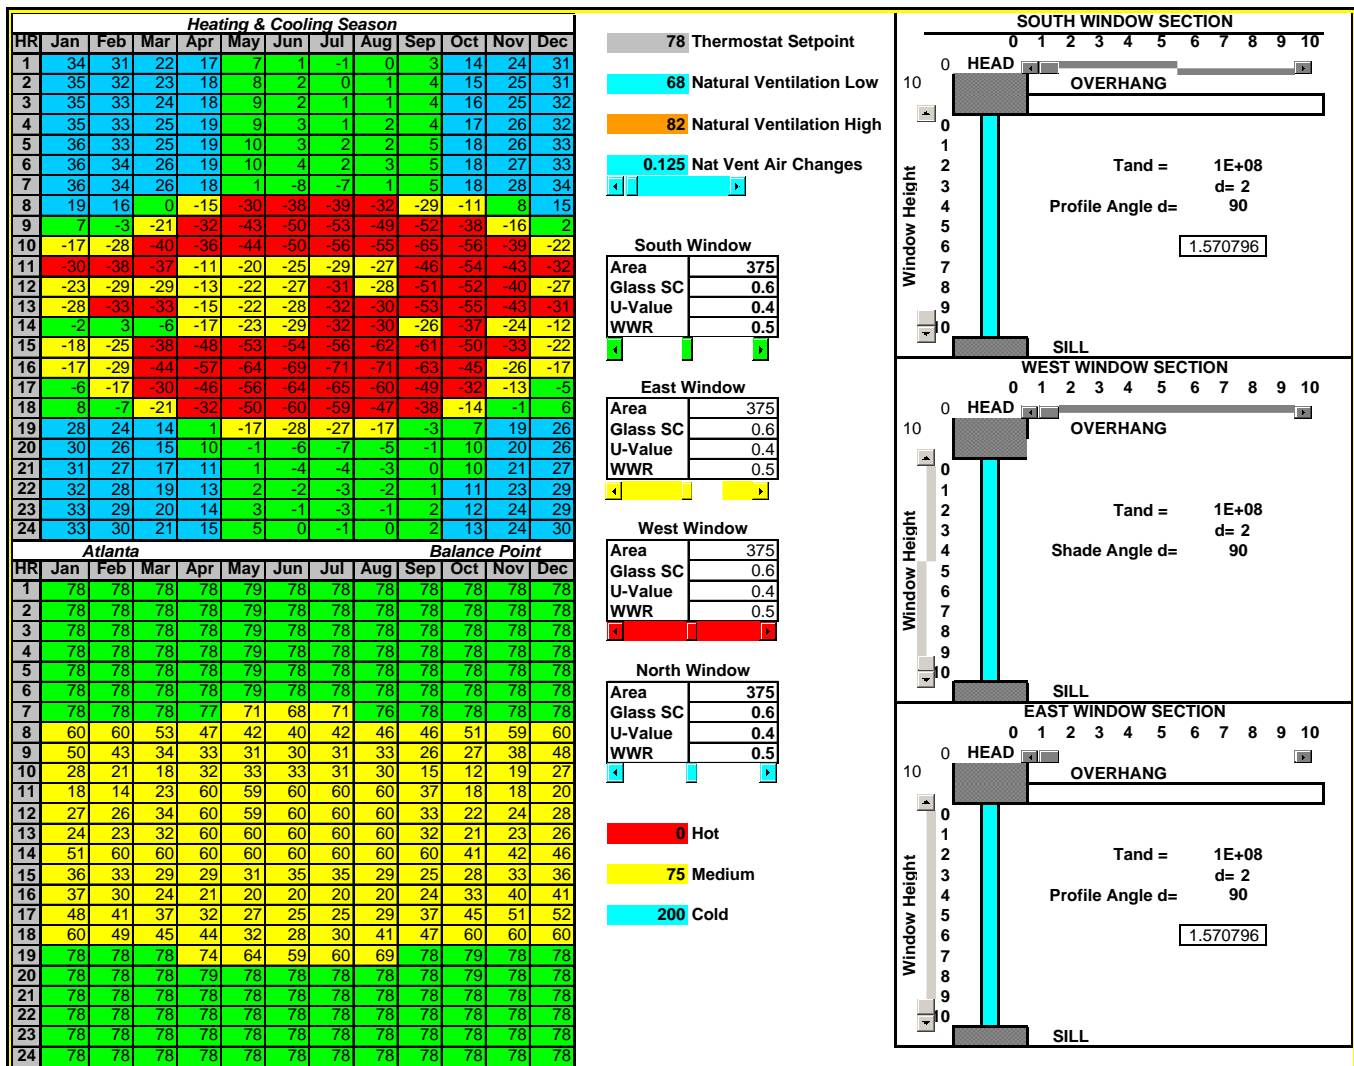 Heating & Cooling Season
HR Jan Feb Mar Apr May Jun Jul Aug Sep Oct Nov Dec
1 34 31 22 17 7 1 -1 0 3 14 24 31
2 35 32 23 18 8 2 0 1 4 15 25 31
3 35 33 24 18 9 2 1 1 4 16 25 32
4 35 33 25 19 9 3 1 2 4 17 26 32
5 36 33 25 19 10 3 2 2 5 18 26 33
6 36 34 26 19 10 4 2 3 5 18 27 33
7 36 34 26 18 1 -8 -7 1 5 18 28 34
8 19 16 0 -15 -30 -38 -39 -32 -29 -11 8 15
9 7 -3 -21 -32 -43 -50 -53 -49 -52 -38 -16 2
10 -17 -28 -40 -36 -44 -50 -56 -55 -65 -56 -39 -22
11 -30 -38 -37 -11 -20 -25 -29 -27 -46 -54 -43 -32
12 -23 -29 -29 -13 -22 -27 -31 -28 -51 -52 -40 -27
13 -28 -33 -33 -15 -22 -28 -32 -30 -53 -55 -43 -31
14 -2 3 -6 -17 -23 -29 -32 -30 -26 -37 -24 -12
15 -18 -25 -38 -48 -53 -54 -56 -62 -61 -50 -33 -22
16 -17 -29 -44 -57 -64 -69 -71 -71 -63 -45 -26 -17
17 -6 -17 -30 -46 -56 -64 -65 -60 -49 -32 -13 -5
18 8 -7 -21 -32 -50 -60 -59 -47 -38 -14 -1 6
19 28 24 14 1 -17 -28 -27 -17 -3 7 19 26
20 30 26 15 10 -1 -6 -7 -5 -1 10 20 26
21 31 27 17 11 1 -4 -4 -3 0 10 21 27
22 32 28 19 13 2 -2 -3 -2 1 11 23 29
23 33 29 20 14 3 -1 -3 -1 2 12 24 29
24 33 30 21 15 5 0 -1 0 2 13 24 30
Atlanta Balance Point
HR Jan Feb Mar Apr May Jun Jul Aug Sep Oct Nov Dec
1 78 78 78 78 79 78 78 78 78 78 78 78
2 78 78 78 78 79 78 78 78 78 78 78 78
3 78 78 78 78 79 78 78 78 78 78 78 78
4 78 78 78 78 79 78 78 78 78 78 78 78
5 78 78 78 78 79 78 78 78 78 78 78 78
6 78 78 78 78 79 78 78 78 78 78 78 78
7 78 78 78 77 71 68 71 76 78 78 78 78
8 60 60 53 47 42 40 42 46 46 51 59 60
9 50 43 34 33 31 30 31 33 26 27 38 48
10 28 21 18 32 33 33 31 30 15 12 19 27
11 18 14 23 60 59 60 60 60 37 18 18 20
12 27 26 34 60 59 60 60 60 33 22 24 28
13 24 23 32 60 60 60 60 60 32 21 23 26
14 51 60 60 60 60 60 60 60 60 41 42 46
15 36 33 29 29 31 35 35 29 25 28 33 36
16 37 30 24 21 20 20 20 20 24 33 40 41
17 48 41 37 32 27 25 25 29 37 45 51 52
18 60 49 45 44 32 28 30 41 47 60 60 60
19 78 78 78 74 64 59 60 69 78 79 78 78
20 78 78 78 79 78 78 78 78 78 79 78 78
21 78 78 78 78 78 78 78 78 78 78 78 78
22 78 78 78 78 78 78 78 78 78 78 78 78
23 78 78 78 78 78 78 78 78 78 78 78 78
24 78 78 78 78 78 78 78 78 78 78 78 78
78 Thermostat Setpoint
68 Natural Ventilation Low
82 Natural Ventilation High
0.125 Nat Vent Air Changes
South Window
Area 375
Glass SC 0.6
U-Value 0.4
WWR 0.5
East Window
Area 375
Glass SC 0.6
U-Value 0.4
WWR 0.5
West Window
Area 375
Glass SC 0.6
U-Value 0.4
WWR 0.5
North Window
Area 375
Glass SC 0.6
U-Value 0.4
WWR 0.5
0 Hot
75 Medium
200 Cold
SOUTH WINDOW SECTION
0 1 2 3 4 5 6 7 8 9 10
0 HEAD
10 OVERHANG
Window Height
0
1
2
3
4
5
6
7
8
9
10
Tand = 1E+08
d= 2
Profile Angle d= 90
1.570796
SILL
WEST WINDOW SECTION
0 1 2 3 4 5 6 7 8 9 10
0 HEAD
10 OVERHANG
Window Height
0
1
2
3
4
5
6
7
8
9
10
Tand = 1E+08
d= 2
Shade Angle d= 90
SILL
EAST WINDOW SECTION
0 1 2 3 4 5 6 7 8 9 10
0 HEAD
10 OVERHANG
Window Height
0
1
2
3
4
5
6
7
8
9
10
Tand = 1E+08
d= 2
Profile Angle d= 90
1.570796
SILL